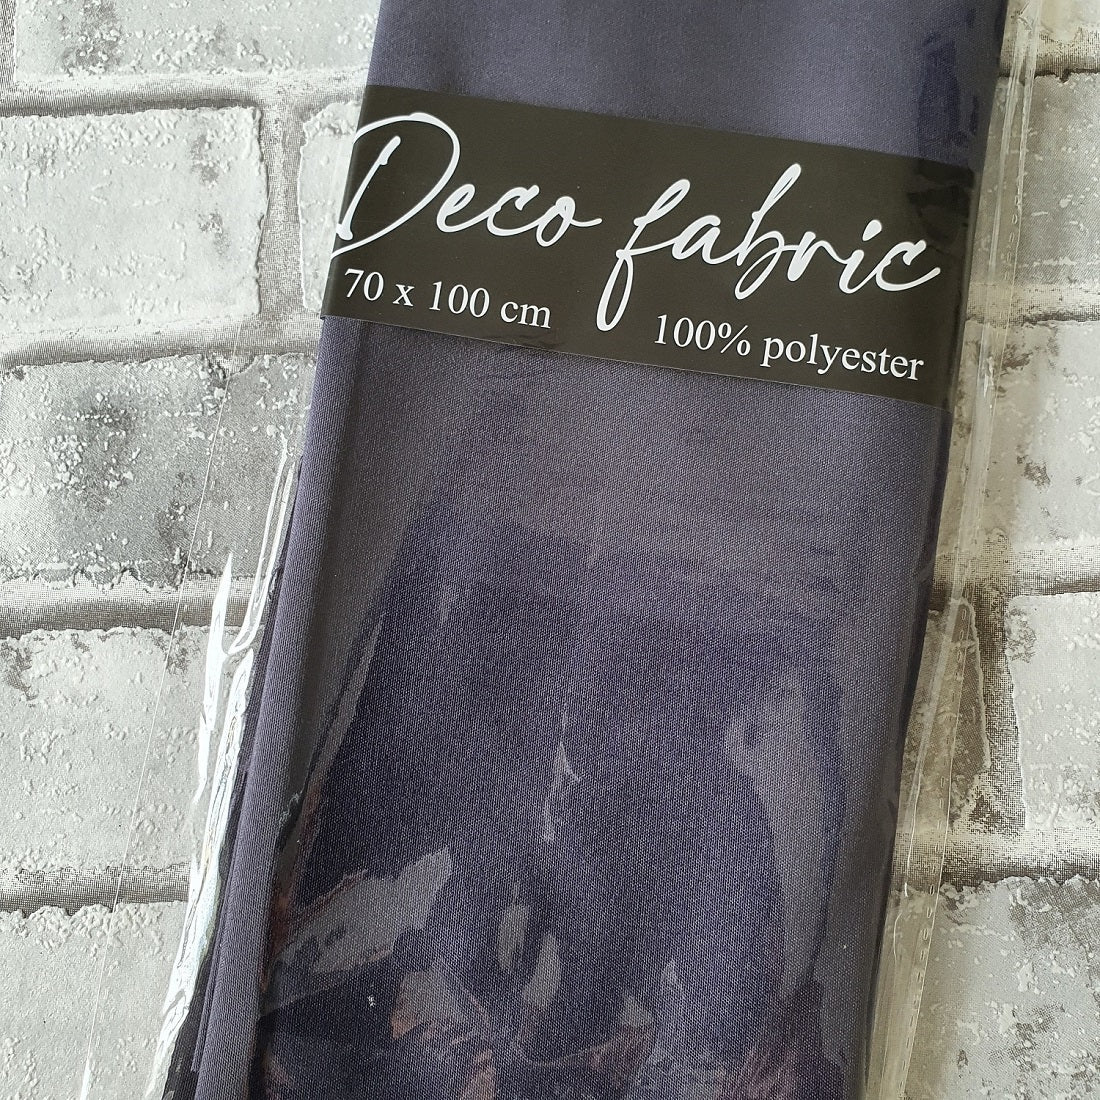 Deco fabric
70 x 100 cm
100% polyester